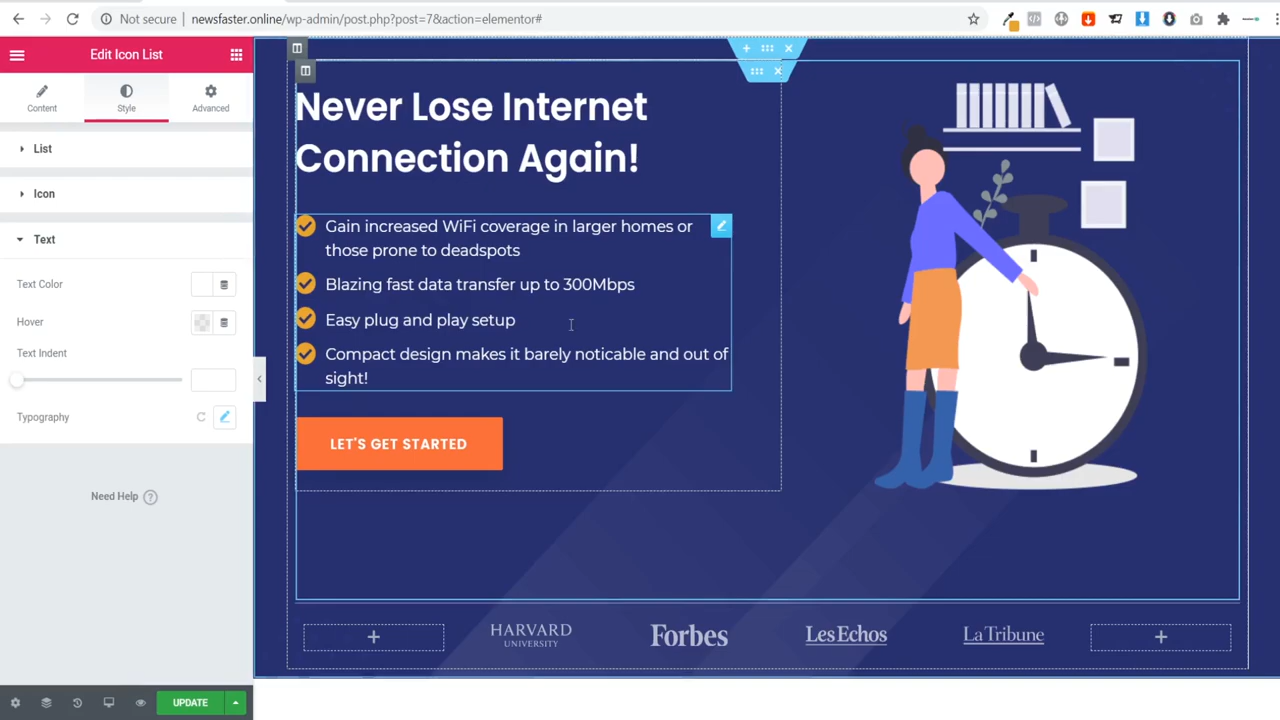 Not secure | newsfaster.online/wp-admin/post.php?post=7&action=elementor#
Edit Icon List
Content
Style
Advanced
List
Icon
Text
Text Color
Hover
Text Indent
Typography
Need Help ?
UPDATE
Never Lose Internet
Connection Again!
Gain increased WiFi coverage in larger homes or
those prone to deadspots
Blazing fast data transfer up to 300Mbps
Easy plug and play setup
Compact design makes it barely noticable and out of
sight!
LET'S GET STARTED
HARVARD
UNIVERSITY
Forbes
LesEchos
La Tribune